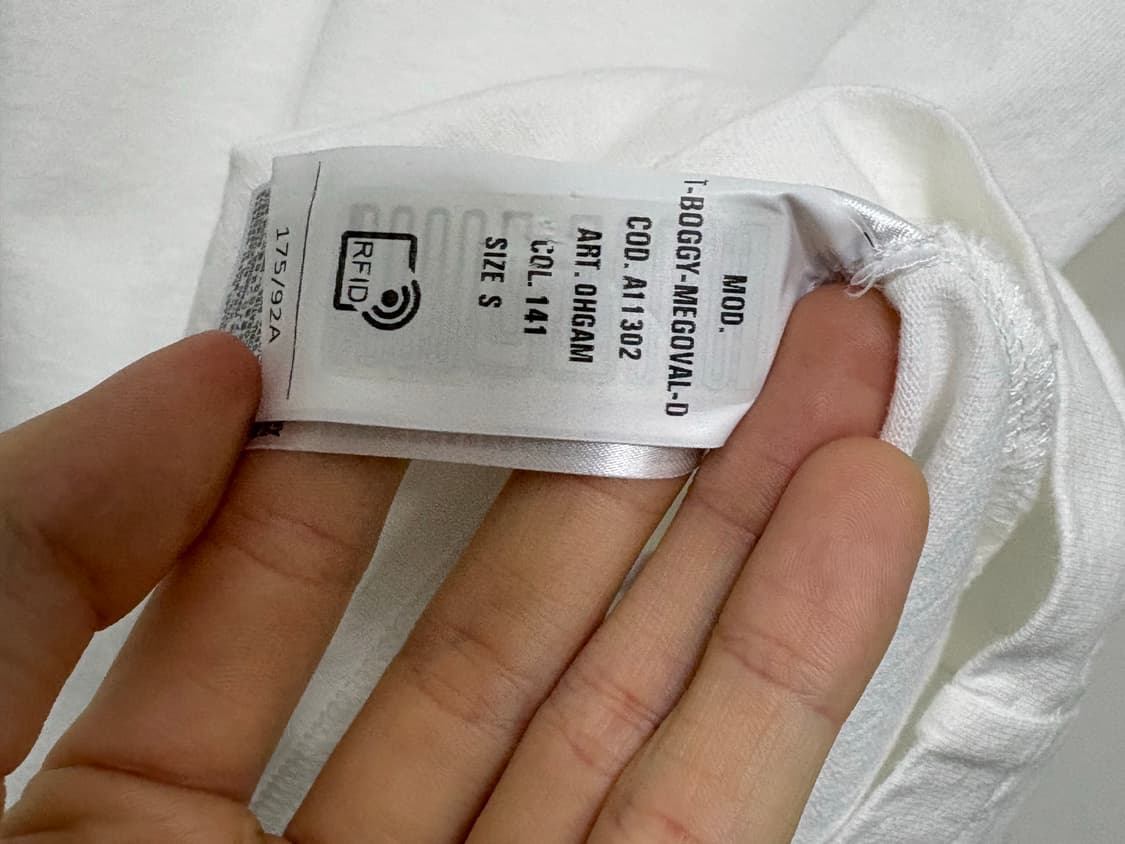 MOD.
T-BOGGY-MEGOVAL-D
COD. A11302
ART. 0HGAM
COL. 141
SIZE S
RFID
175/92A